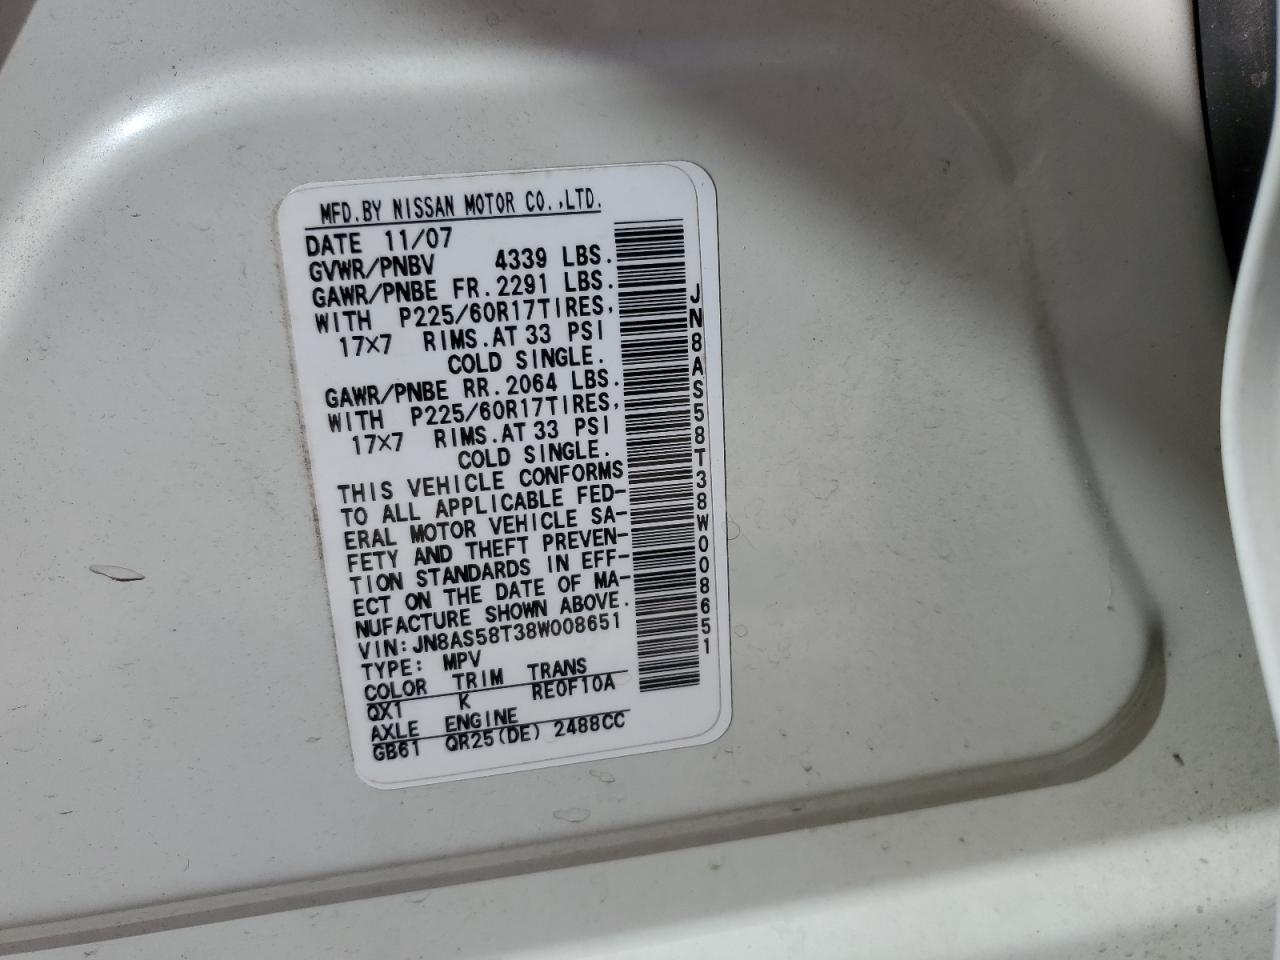 MFD.BY NISSAN MOTOR CO.,LTD.
DATE 11/07
GVWR/PNBV 4339 LBS.
GAWR/PNBE FR.2291 LBS.
WITH P225/60R17TIRES,
17×7 RIMS.AT 33 PSI
COLD SINGLE.
GAWR/PNBE RR.2064 LBS.
WITH P225/60R17TIRES,
17×7 RIMS.AT 33 PSI
COLD SINGLE.
THIS VEHICLE CONFORMS
TO ALL APPLICABLE FED-
ERAL MOTOR VEHICLE SA-
FETY AND THEFT PREVEN-
TION STANDARDS IN EFF-
ECT ON THE DATE OF MA-
NUFACTURE SHOWN ABOVE.
VIN:JN8AS58T38W008651
TYPE: MPV
COLOR TRIM TRANS
QX1 K RE0F10A
AXLE ENGINE
GB61 QR25(DE) 2488CC
JN8AS58T38W008651